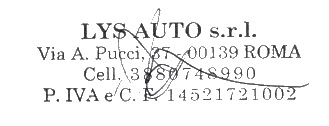 LYS AUTO s.r.l.
Via A. Pucci, 37 - 00139 ROMA
Cell. 3880748990
P. IVA e C. F. 14521721002